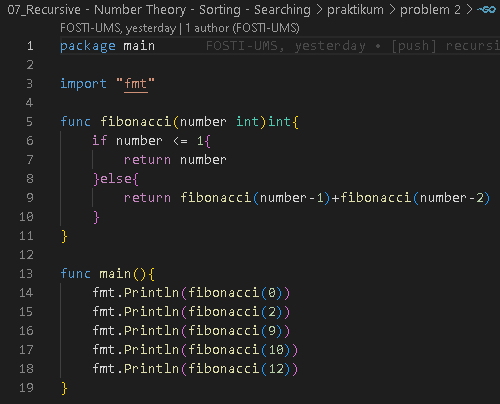 07_Recursive - Number Theory - Sorting - Searching > praktikum > problem 2 >
FOSTI-UMS, yesterday | 1 author (FOSTI-UMS)
1 package main FOSTI-UMS, yesterday • [push] recursi
2
3 import "fmt"
4
5 func fibonacci(number int)int{
6 if number <= 1{
7 return number
8 }else{
9 return fibonacci(number-1)+fibonacci(number-2)
10 }
11 }
12
13 func main(){
14 fmt.Println(fibonacci(0))
15 fmt.Println(fibonacci(2))
16 fmt.Println(fibonacci(9))
17 fmt.Println(fibonacci(10))
18 fmt.Println(fibonacci(12))
19 }